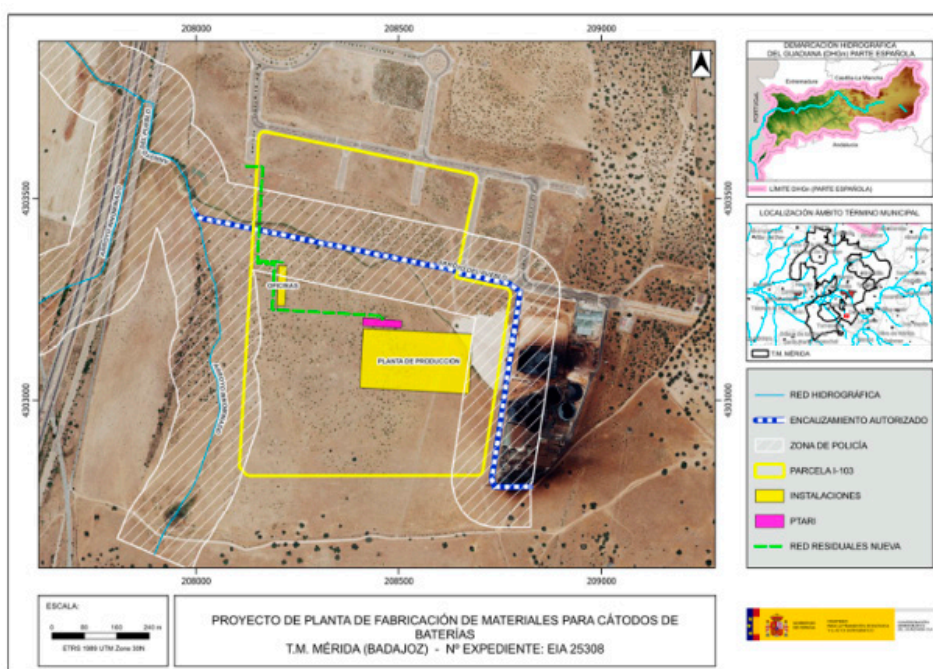 208000
208500
209000
4303500
4303000
4303500
4303000
208000
208500
209000
OFICINAS
PLANTA DE PRODUCCIÓN
DEMARCACIÓN HIDROGRÁFICA
DEL GUADIANA (DHGn) PARTE ESPAÑOLA
Extremadura
Castilla-La Mancha
PORTUGAL
Andalucía
LÍMITE DHGn (PARTE ESPAÑOLA)
LOCALIZACIÓN ÁMBITO TÉRMINO MUNICIPAL
T.M. MÉRIDA
RED HIDROGRÁFICA
ENCAUZAMIENTO AUTORIZADO
ZONA DE POLICÍA
PARCELA I-103
INSTALACIONES
PTARI
RED RESIDUALES NUEVA
ESCALA:
0 80 160 240 m
ETRS 1989 UTM Zone 30N
PROYECTO DE PLANTA DE FABRICACIÓN DE MATERIALES PARA CÁTODOS DE
BATERÍAS
T.M. MÉRIDA (BADAJOZ) - Nº EXPEDIENTE: EIA 25308